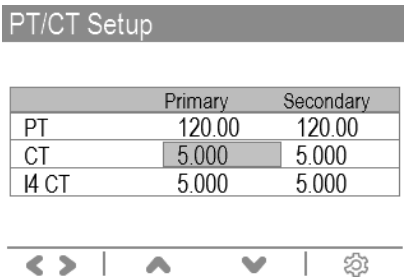 PT/CT Setup
Primary Secondary
PT 120.00 120.00
CT 5.000 5.000
I4 CT 5.000 5.000